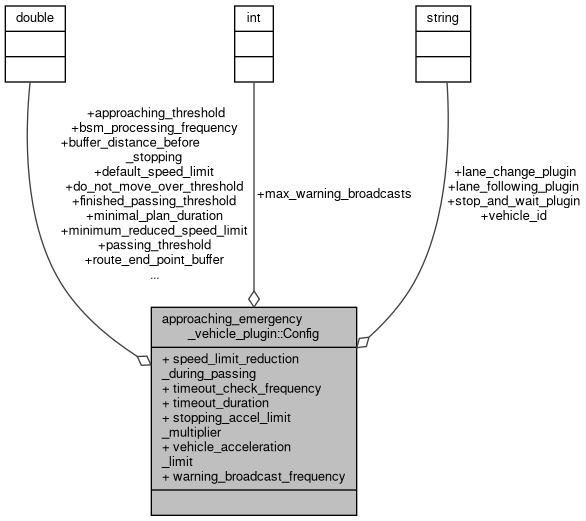 double
int
string
+approaching_threshold
+bsm_processing_frequency
+buffer_distance_before
_stopping
+default_speed_limit
+do_not_move_over_threshold
+finished_passing_threshold
+minimal_plan_duration
+minimum_reduced_speed_limit
+passing_threshold
+route_end_point_buffer
...
+max_warning_broadcasts
+lane_change_plugin
+lane_following_plugin
+stop_and_wait_plugin
+vehicle_id
approaching_emergency
_vehicle_plugin::Config
+ speed_limit_reduction
_during_passing
+ timeout_check_frequency
+ timeout_duration
+ stopping_accel_limit
_multiplier
+ vehicle_acceleration
_limit
+ warning_broadcast_frequency